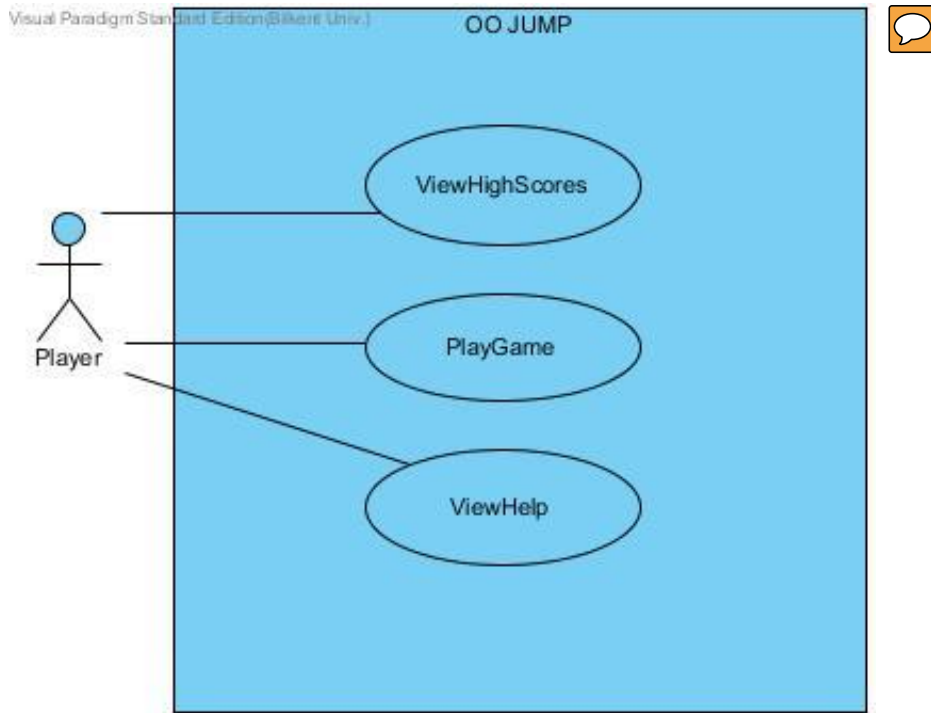 Visual Paradigm Standard Edition(Bilkent Univ.)
OO JUMP
ViewHighScores
PlayGame
Player
ViewHelp